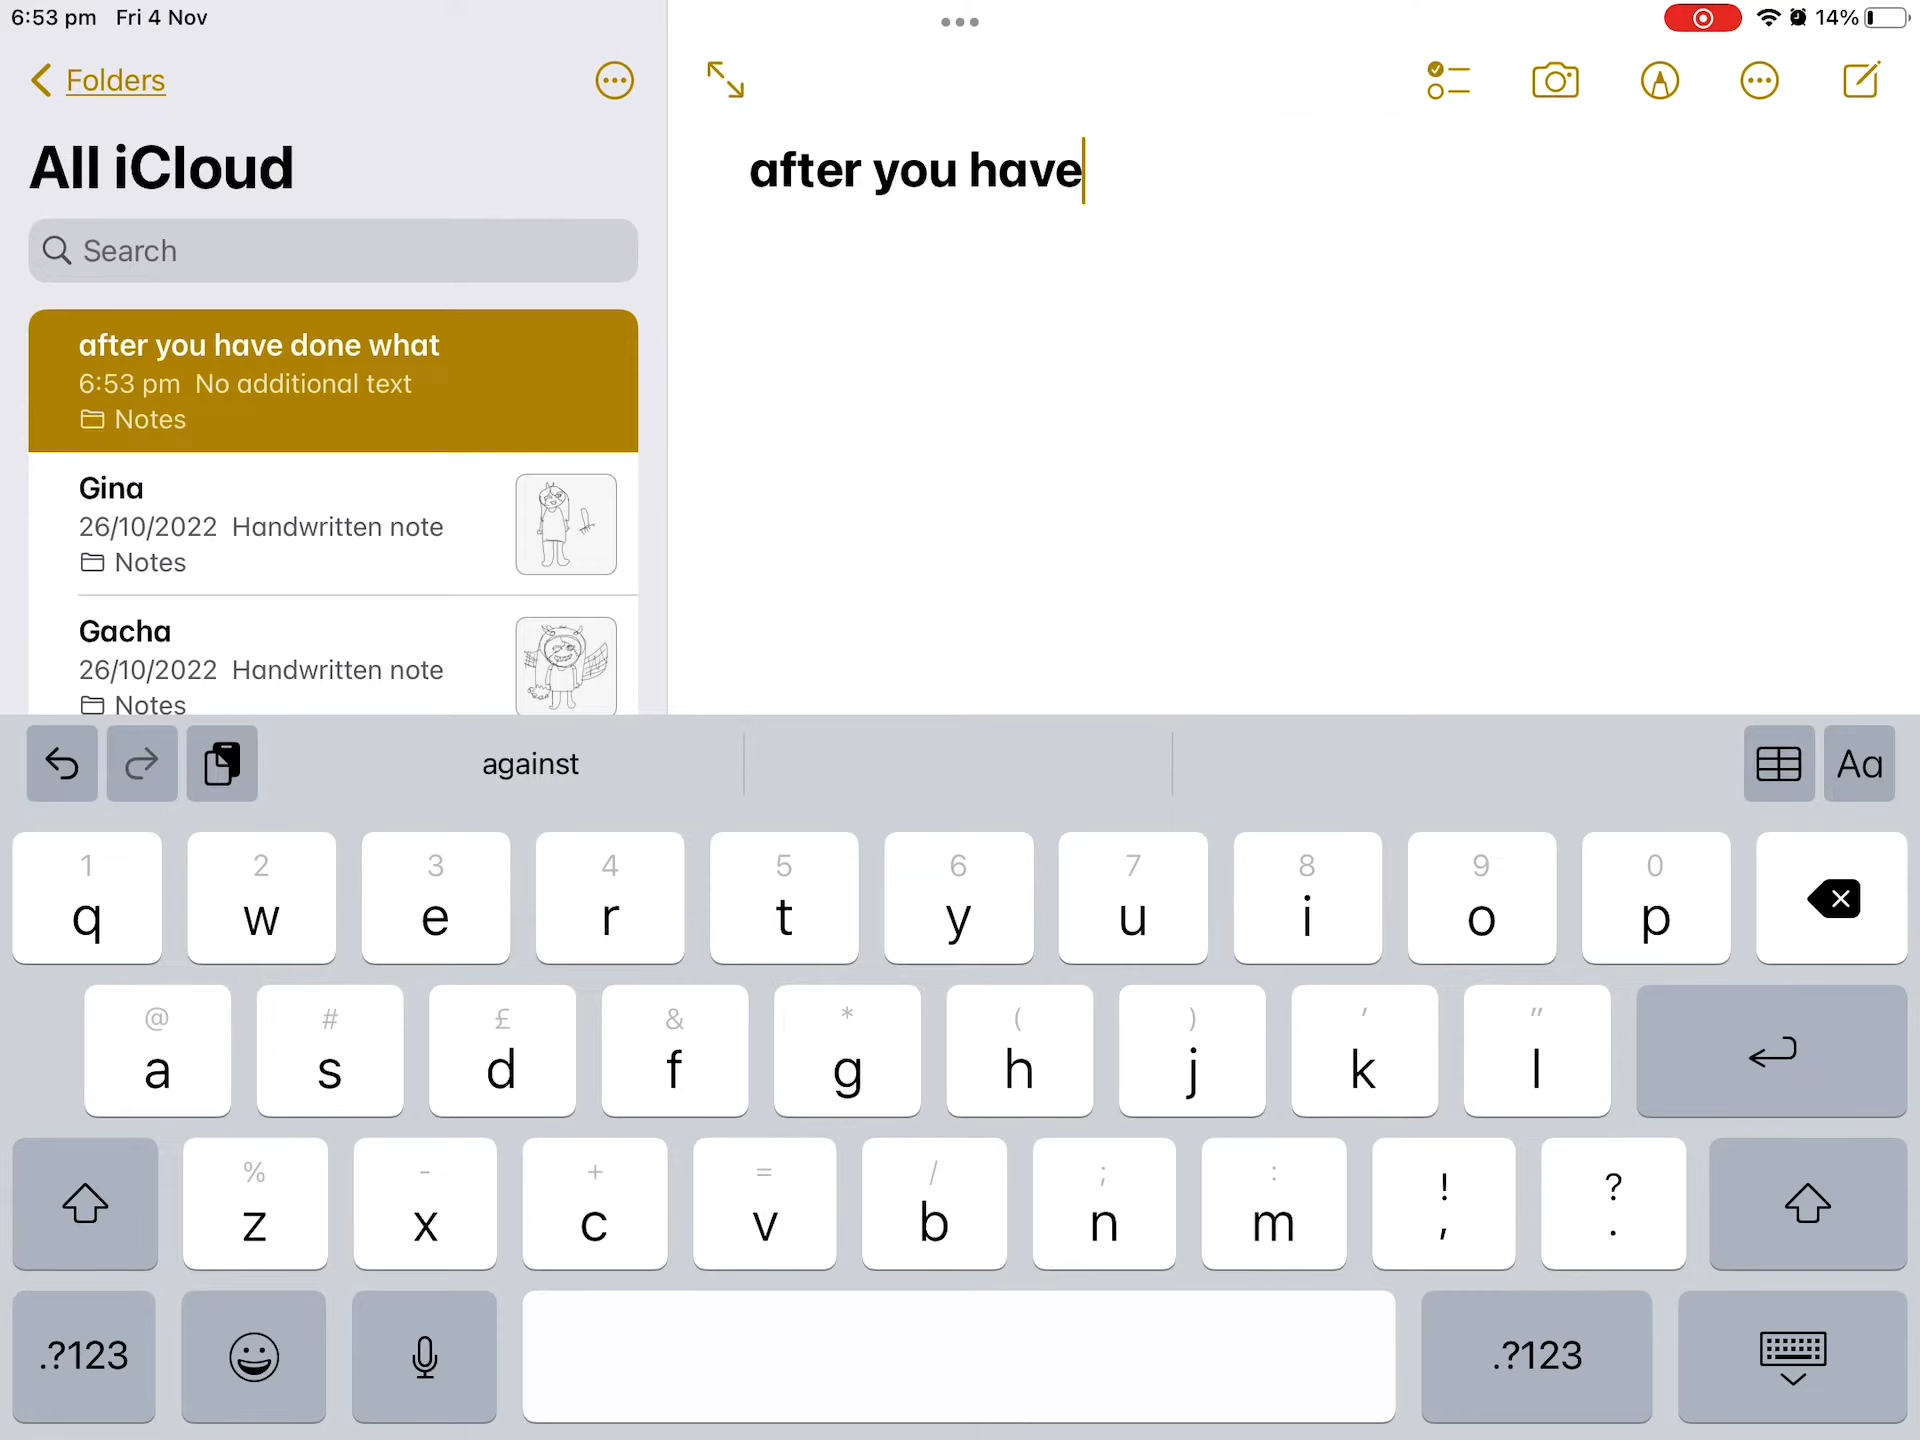 6:53 pm Fri 4 Nov
14%
Folders
All iCloud
after you have
Search
after you have done what
6:53 pm No additional text
Notes
Gina
26/10/2022 Handwritten note
Notes
Gacha
26/10/2022 Handwritten note
Notes
against
Aa
1 2 3 4 5 6 7 8 9 0
q w e r t y u i o p
@ # £ & * ( ) ' "
a s d f g h j k l
% - + = / ; : ! ?
z x c v b n m , .
.?123 .?123